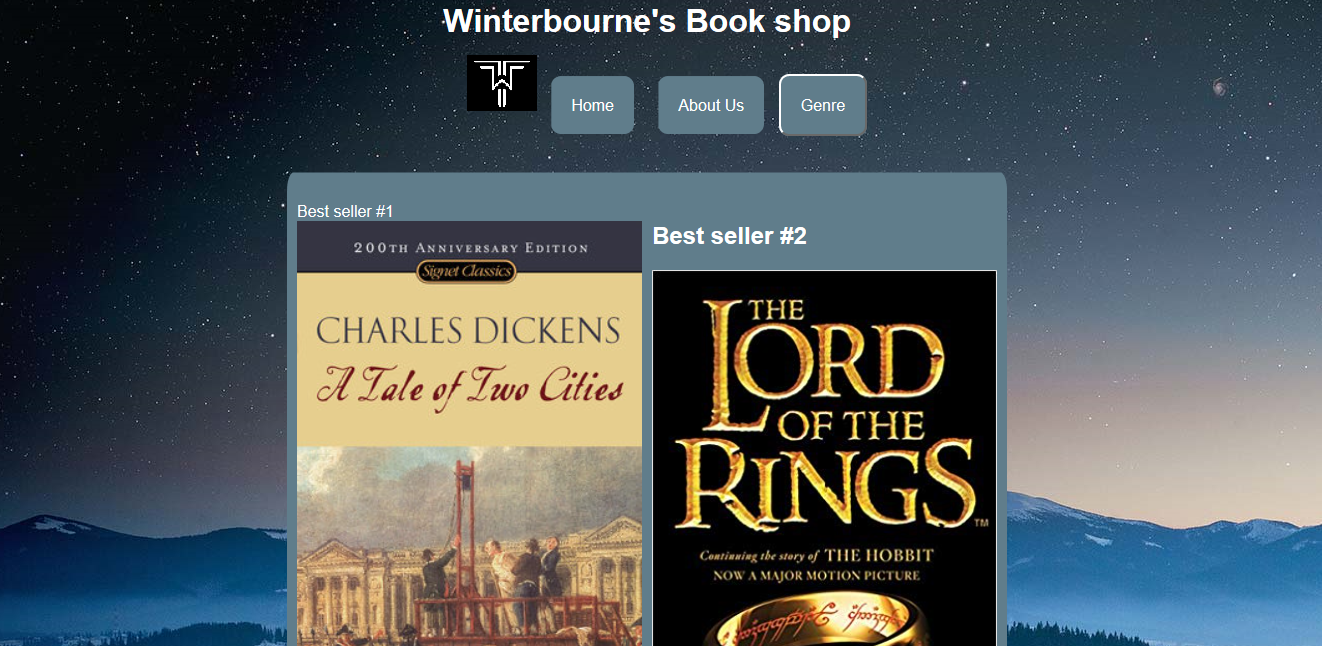 Winterbourne's Book shop
Home
About Us
Genre
Best seller #1
200TH ANNIVERSARY EDITION
Signet Classics
CHARLES DICKENS
A Tale of Two Cities
Best seller #2
THE
LORD
OF THE
RINGS™
Continuing the story of THE HOBBIT
NOW A MAJOR MOTION PICTURE